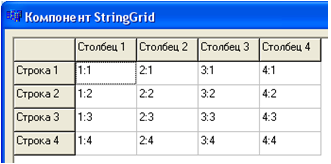 Компонент StringGrid
Столбец 1 Столбец 2 Столбец 3 Столбец 4
Строка 1 1:1 2:1 3:1 4:1
Строка 2 1:2 2:2 3:2 4:2
Строка 3 1:3 2:3 3:3 4:3
Строка 4 1:4 2:4 3:4 4:4